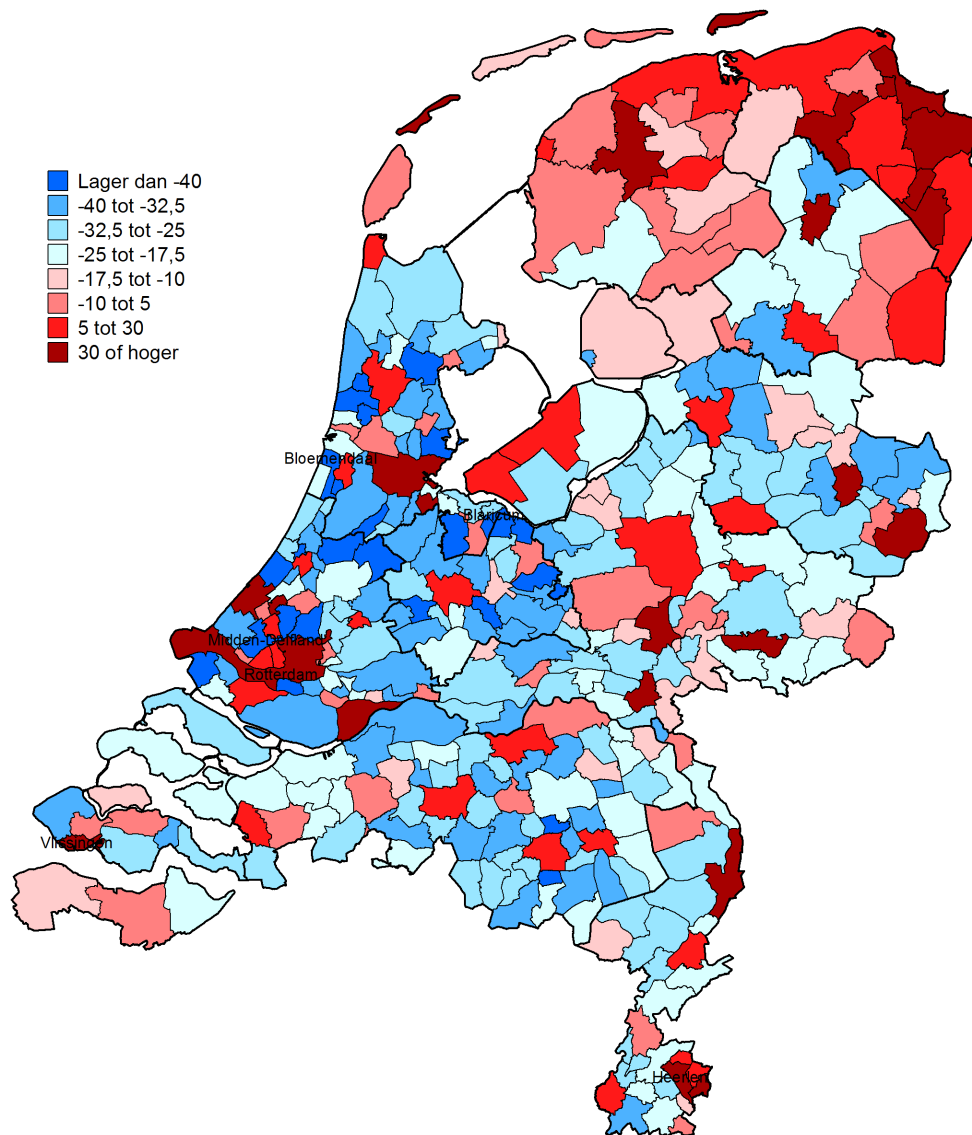 Lager dan -40
-40 tot -32,5
-32,5 tot -25
-25 tot -17,5
-17,5 tot -10
-10 tot 5
5 tot 30
30 of hoger
Bloemendaal
Blaricum
Midden-Delfland
Rotterdam
Vlissingen
Heerlen